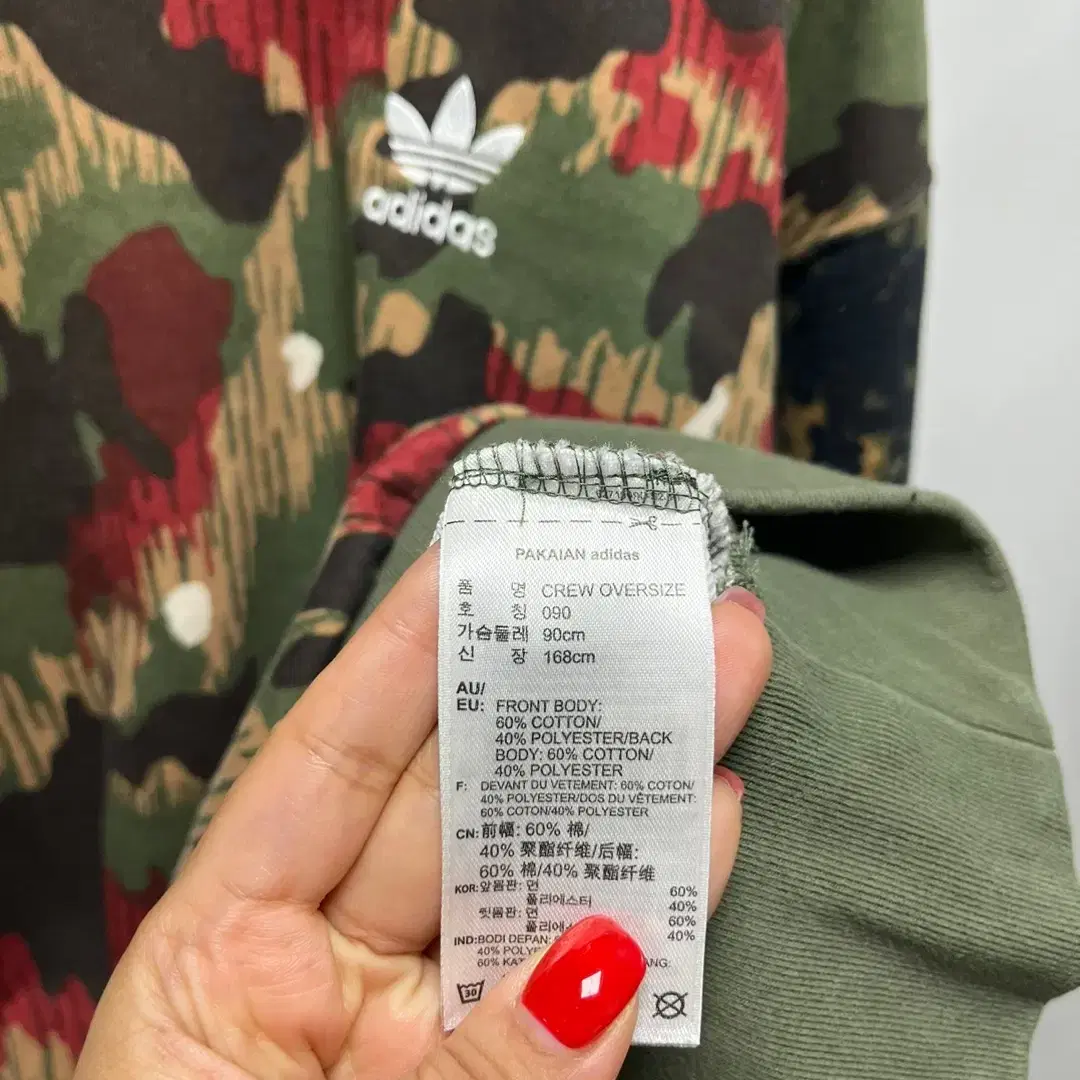 adidas
PAKAIAN adidas
품 명 CREW OVERSIZE
호 칭 090
가슴둘레 90cm
신 장 168cm
AU/
EU: FRONT BODY:
60% COTTON/
40% POLYESTER/BACK
BODY: 60% COTTON/
40% POLYESTER
F: DEVANT DU VETEMENT: 60% COTON/
40% POLYESTER/DOS DU VÊTEMENT:
60% COTON/40% POLYESTER
CN: 前幅: 60% 棉/
40% 聚酯纤维/后幅:
60% 棉/40% 聚酯纤维
KOR: 앞몸판: 면 60%
폴리에스터 40%
뒷몸판: 면 60%
40%
IND: BODI DEPAN:
40%
60%
30